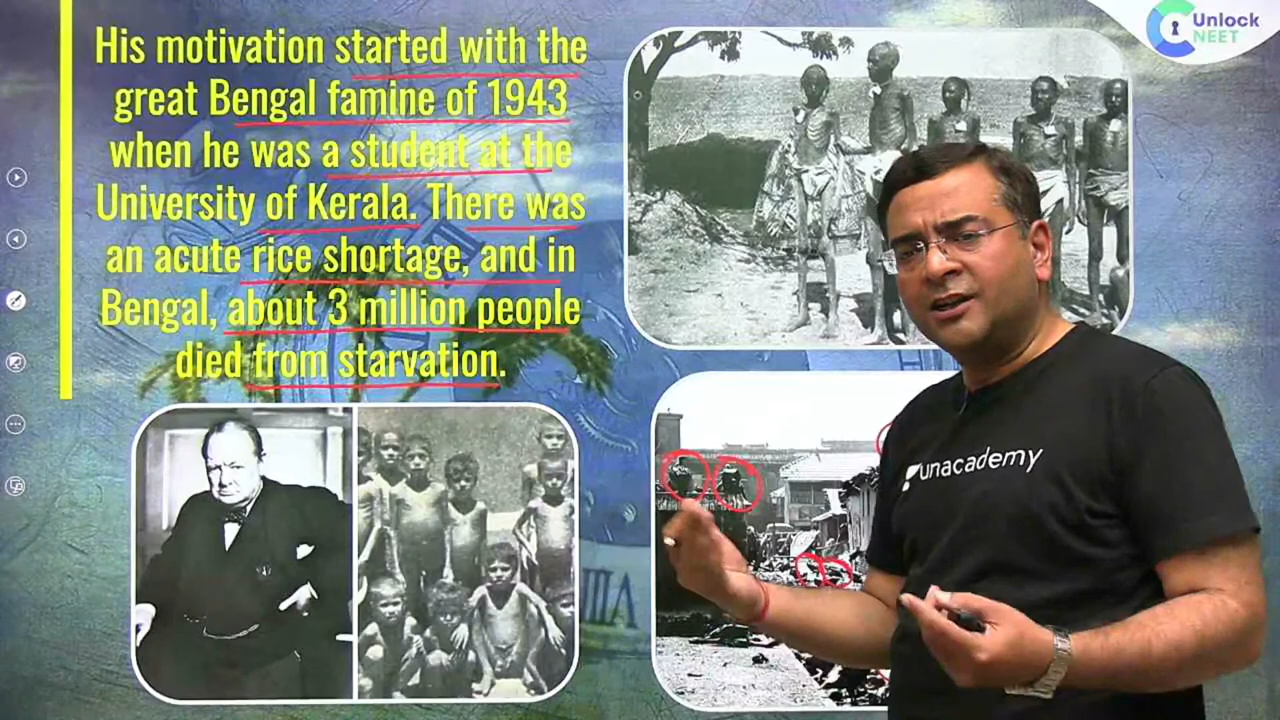 His motivation started with the
great Bengal famine of 1943
when he was a student at the
University of Kerala. There was
an acute rice shortage, and in
Bengal, about 3 million people
died from starvation.
Unlock
NEET
unacademy